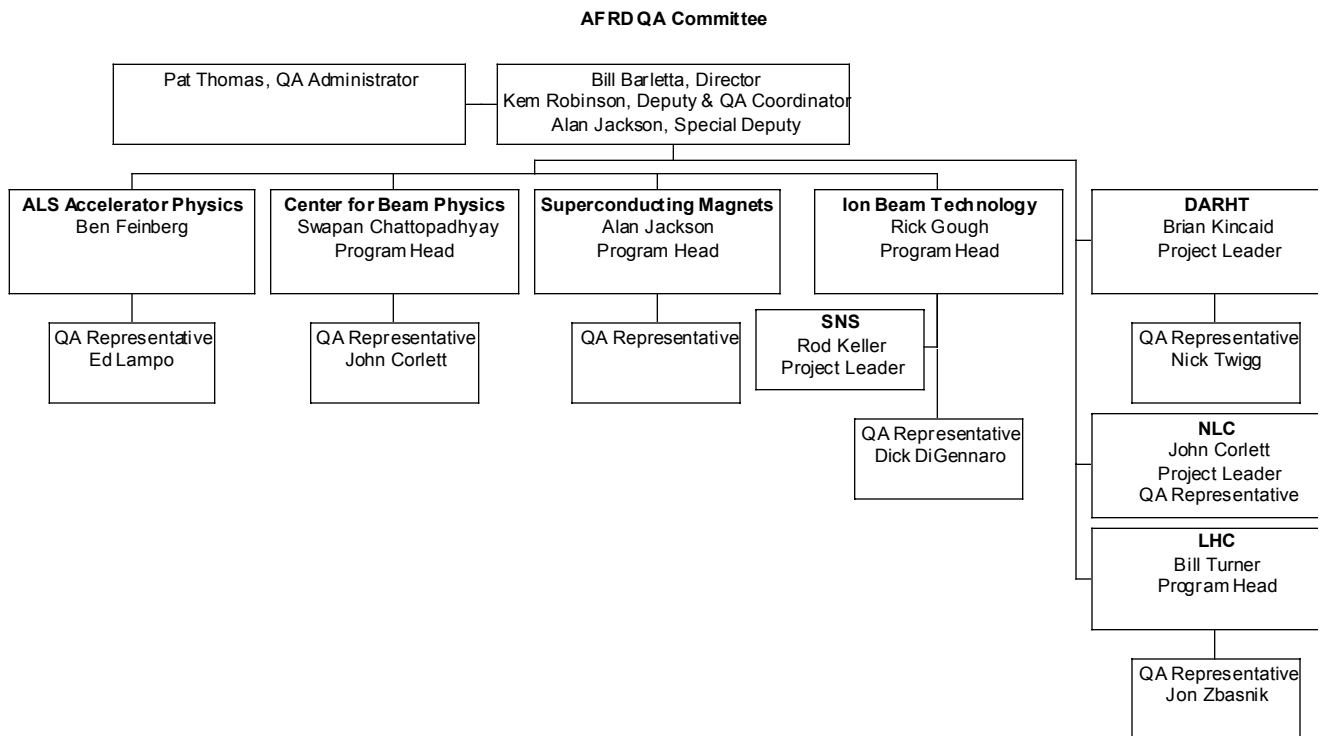 AFRD QA Committee
Pat Thomas, QA Administrator
Bill Barletta, Director
Kem Robinson, Deputy & QA Coordinator
Alan Jackson, Special Deputy
ALS Accelerator Physics
Ben Feinberg
Center for Beam Physics
Swapan Chattopadhyay
Program Head
Superconducting Magnets
Alan Jackson
Program Head
Ion Beam Technology
Rick Gough
Program Head
DARHT
Brian Kincaid
Project Leader
QA Representative
Ed Lampo
QA Representative
John Corlett
QA Representative
SNS
Rod Keller
Project Leader
QA Representative
Nick Twigg
QA Representative
Dick DiGennaro
NLC
John Corlett
Project Leader
QA Representative
LHC
Bill Turner
Program Head
QA Representative
Jon Zbasnik